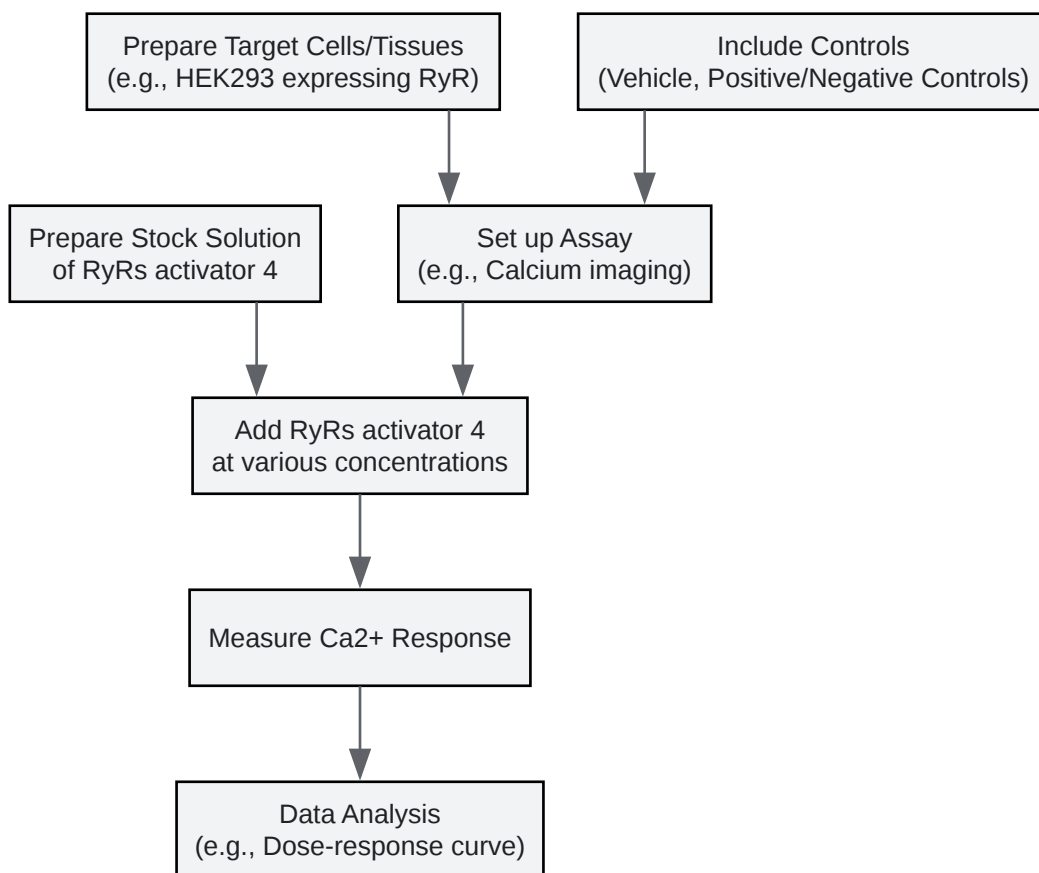 Prepare Target Cells/Tissues
(e.g., HEK293 expressing RyR)
Include Controls
(Vehicle, Positive/Negative Controls)
Prepare Stock Solution
of RyRs activator 4
Set up Assay
(e.g., Calcium imaging)
Add RyRs activator 4
at various concentrations
Measure Ca2+ Response
Data Analysis
(e.g., Dose-response curve)